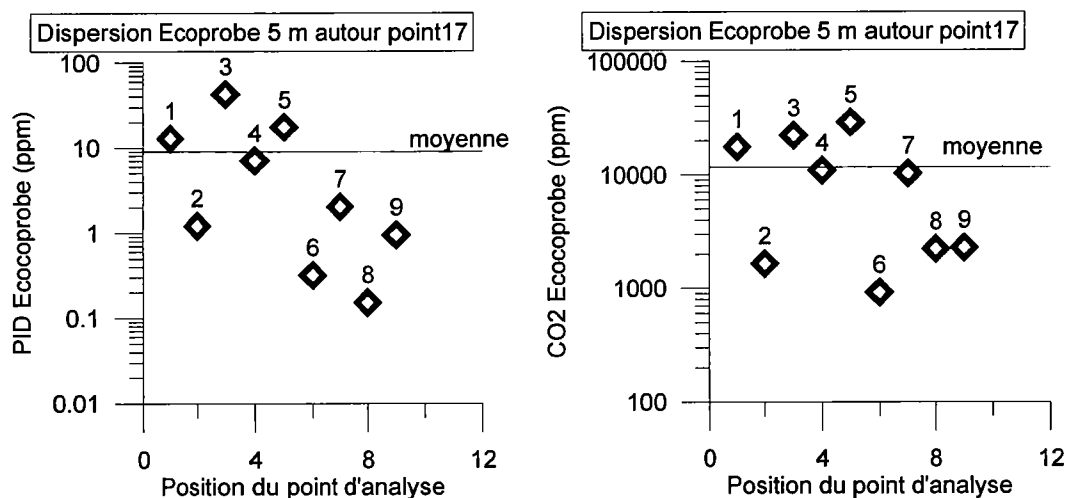 Dispersion Ecoprobe 5 m autour point17
PID Ecocoprobe (ppm)
100
10
1
0.1
0.01
moyenne
1
2
3
4
5
6
7
8
9
0 4 8 12
Position du point d'analyse
Dispersion Ecoprobe 5 m autour point17
CO2 Ecoprobe (ppm)
100000
10000
1000
100
moyenne
1
2
3
4
5
6
7
8
9
0 4 8 12
Position du point d'analyse